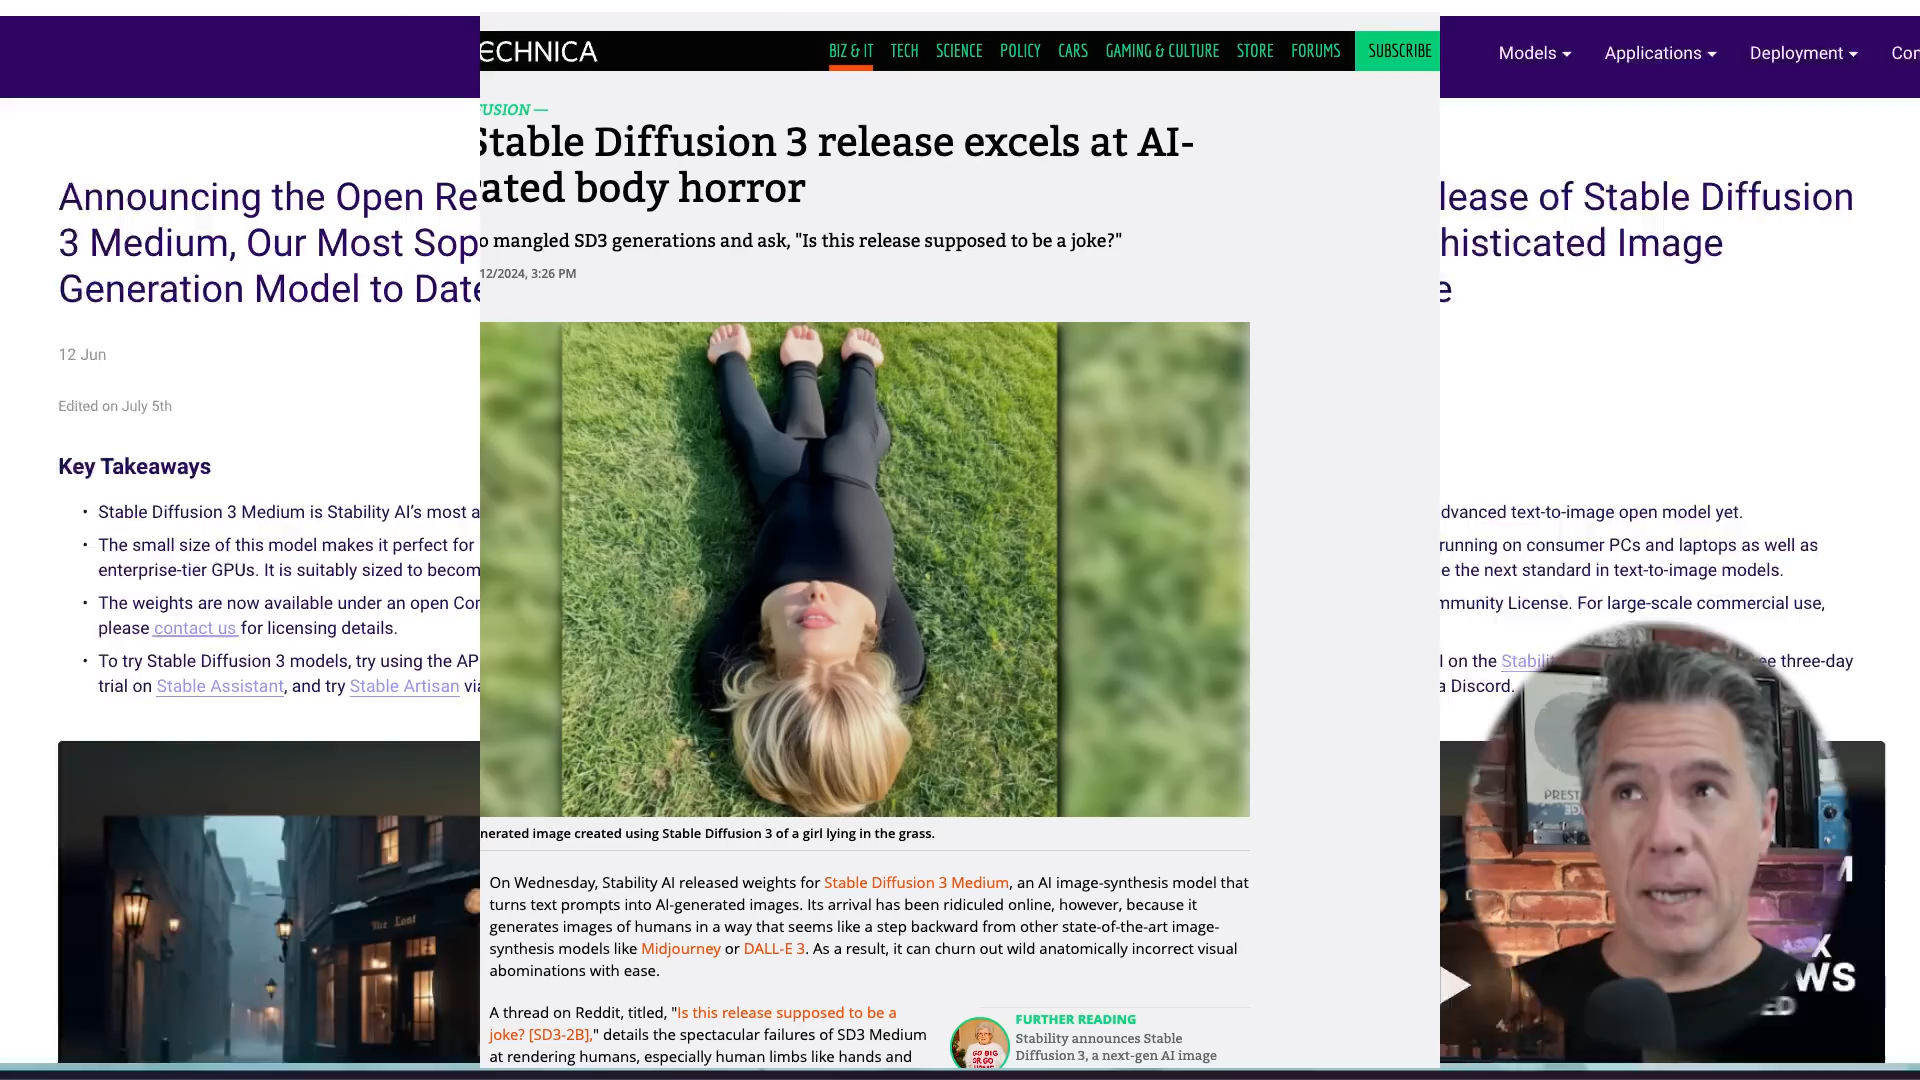 ECHNICA
BIZ & IT TECH SCIENCE POLICY CARS GAMING & CULTURE STORE FORUMS SUBSCRIBE
Models Applications Deployment
FUSION —
Stable Diffusion 3 release excels at AI-
rated body horror
o mangled SD3 generations and ask, "Is this release supposed to be a joke?"
12/2024, 3:26 PM
Announcing the Open Re
3 Medium, Our Most Sop
Generation Model to Date
12 Jun
Edited on July 5th
Key Takeaways
• Stable Diffusion 3 Medium is Stability AI's most a
• The small size of this model makes it perfect for
enterprise-tier GPUs. It is suitably sized to becom
• The weights are now available under an open Cor
please contact us for licensing details.
• To try Stable Diffusion 3 models, try using the AP
trial on Stable Assistant, and try Stable Artisan via
The Lost
nerated image created using Stable Diffusion 3 of a girl lying in the grass.
On Wednesday, Stability AI released weights for Stable Diffusion 3 Medium, an AI image-synthesis model that
turns text prompts into AI-generated images. Its arrival has been ridiculed online, however, because it
generates images of humans in a way that seems like a step backward from other state-of-the-art image-
synthesis models like Midjourney or DALL-E 3. As a result, it can churn out wild anatomically incorrect visual
abominations with ease.
A thread on Reddit, titled, "Is this release supposed to be a
joke? [SD3-2B]," details the spectacular failures of SD3 Medium
at rendering humans, especially human limbs like hands and
FURTHER READING
Stability announces Stable
Diffusion 3, a next-gen AI image
GO BIG
OR GO
HOME
lease of Stable Diffusion
histicated Image
e
dvanced text-to-image open model yet.
running on consumer PCs and laptops as well as
e the next standard in text-to-image models.
mmunity License. For large-scale commercial use,
l on the Stabili
ee three-day
a Discord.
PREST